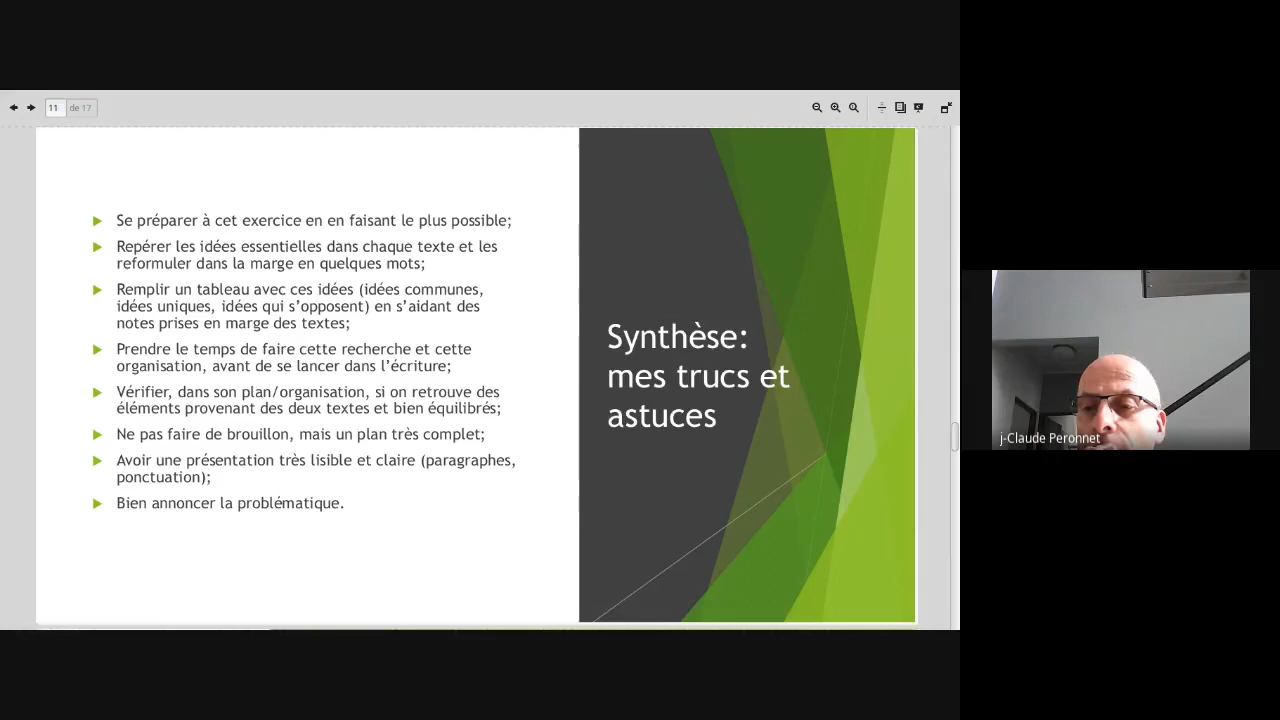 11 de 17
Se préparer à cet exercice en en faisant le plus possible;
Repérer les idées essentielles dans chaque texte et les
reformuler dans la marge en quelques mots;
Remplir un tableau avec ces idées (idées communes,
idées uniques, idées qui s’opposent) en s’aidant des
notes prises en marge des textes;
Prendre le temps de faire cette recherche et cette
organisation, avant de se lancer dans l’écriture;
Vérifier, dans son plan/organisation, si on retrouve des
éléments provenant des deux textes et bien équilibrés;
Ne pas faire de brouillon, mais un plan très complet;
Avoir une présentation très lisible et claire (paragraphes,
ponctuation);
Bien annoncer la problématique.
Synthèse:
mes trucs et
astuces
j-Claude Peronnet